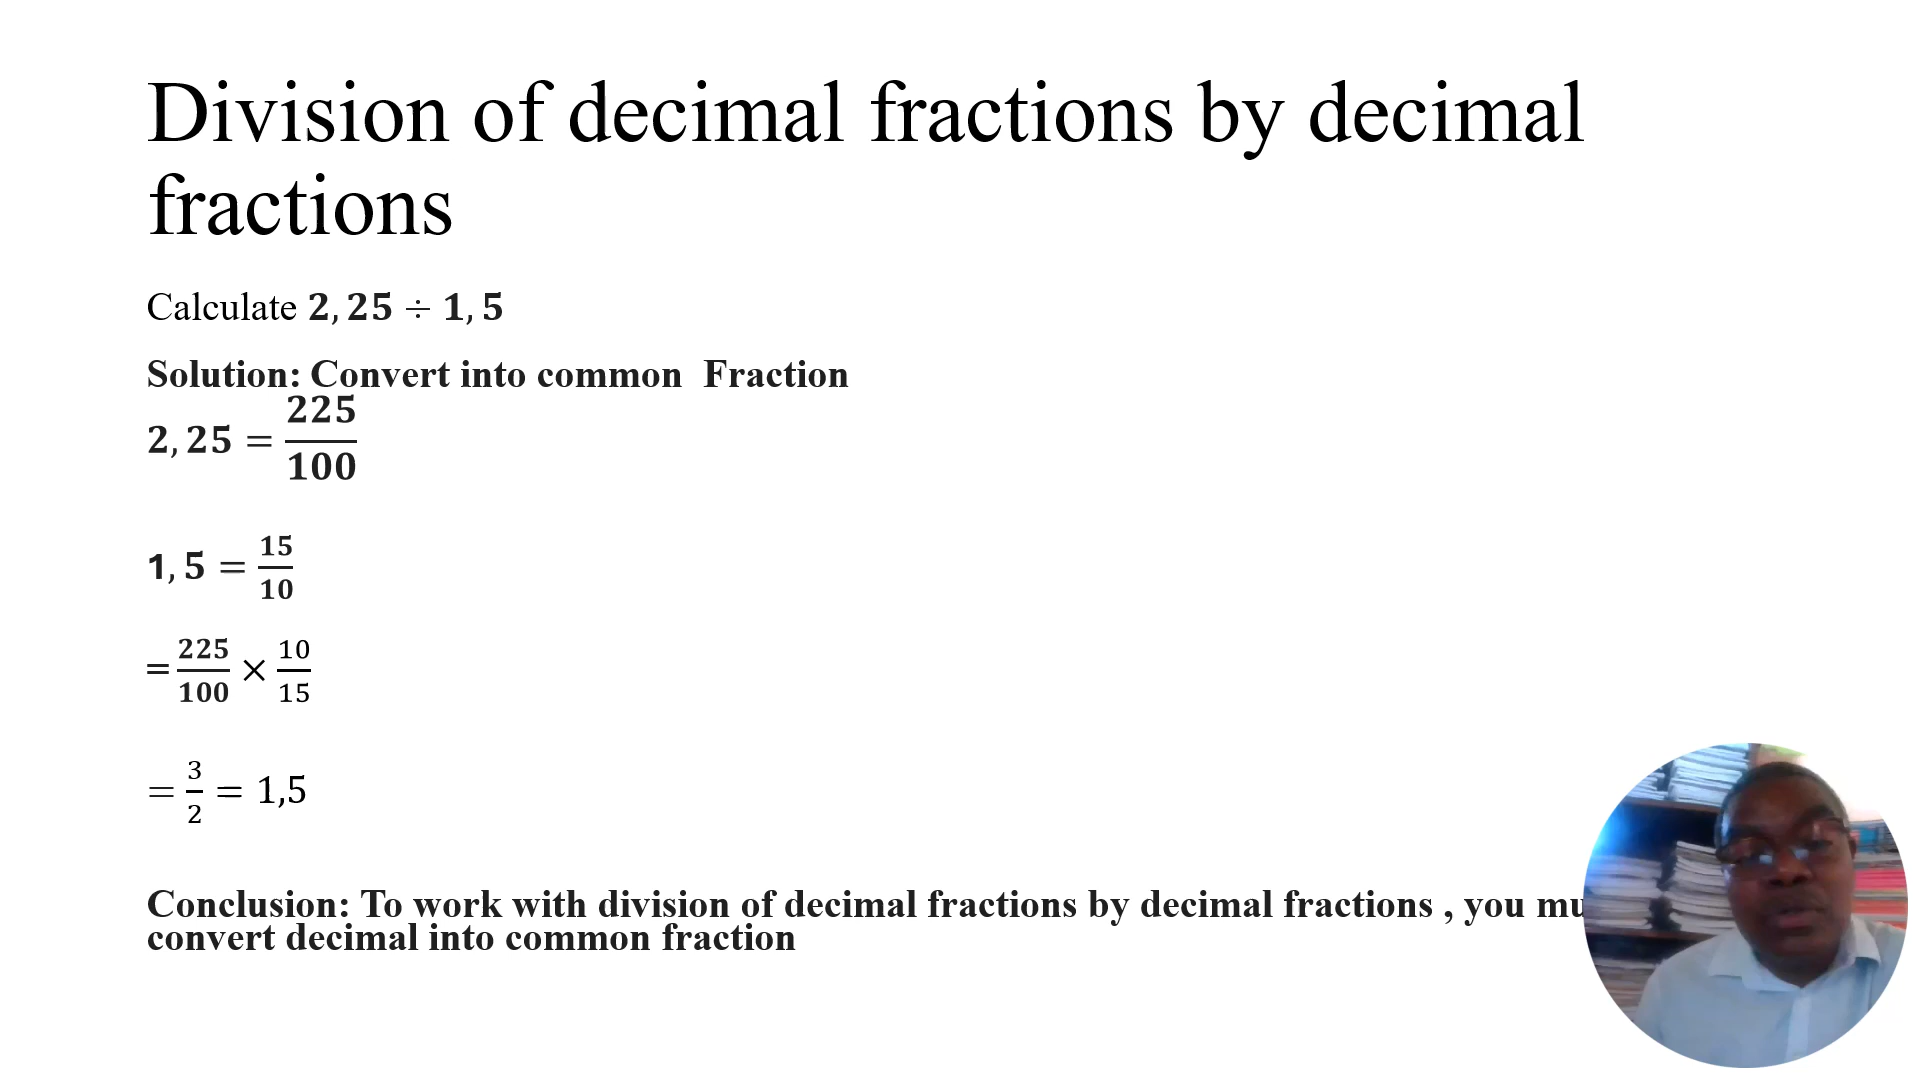 Division of decimal fractions by decimal
fractions
Calculate 2,25 ÷ 1,5
Solution: Convert into common Fraction
2,25 = 225/100
1,5 = 15/10
= 225/100 × 10/15
= 3/2 = 1,5
Conclusion: To work with division of decimal fractions by decimal fractions , you
convert decimal into common fraction